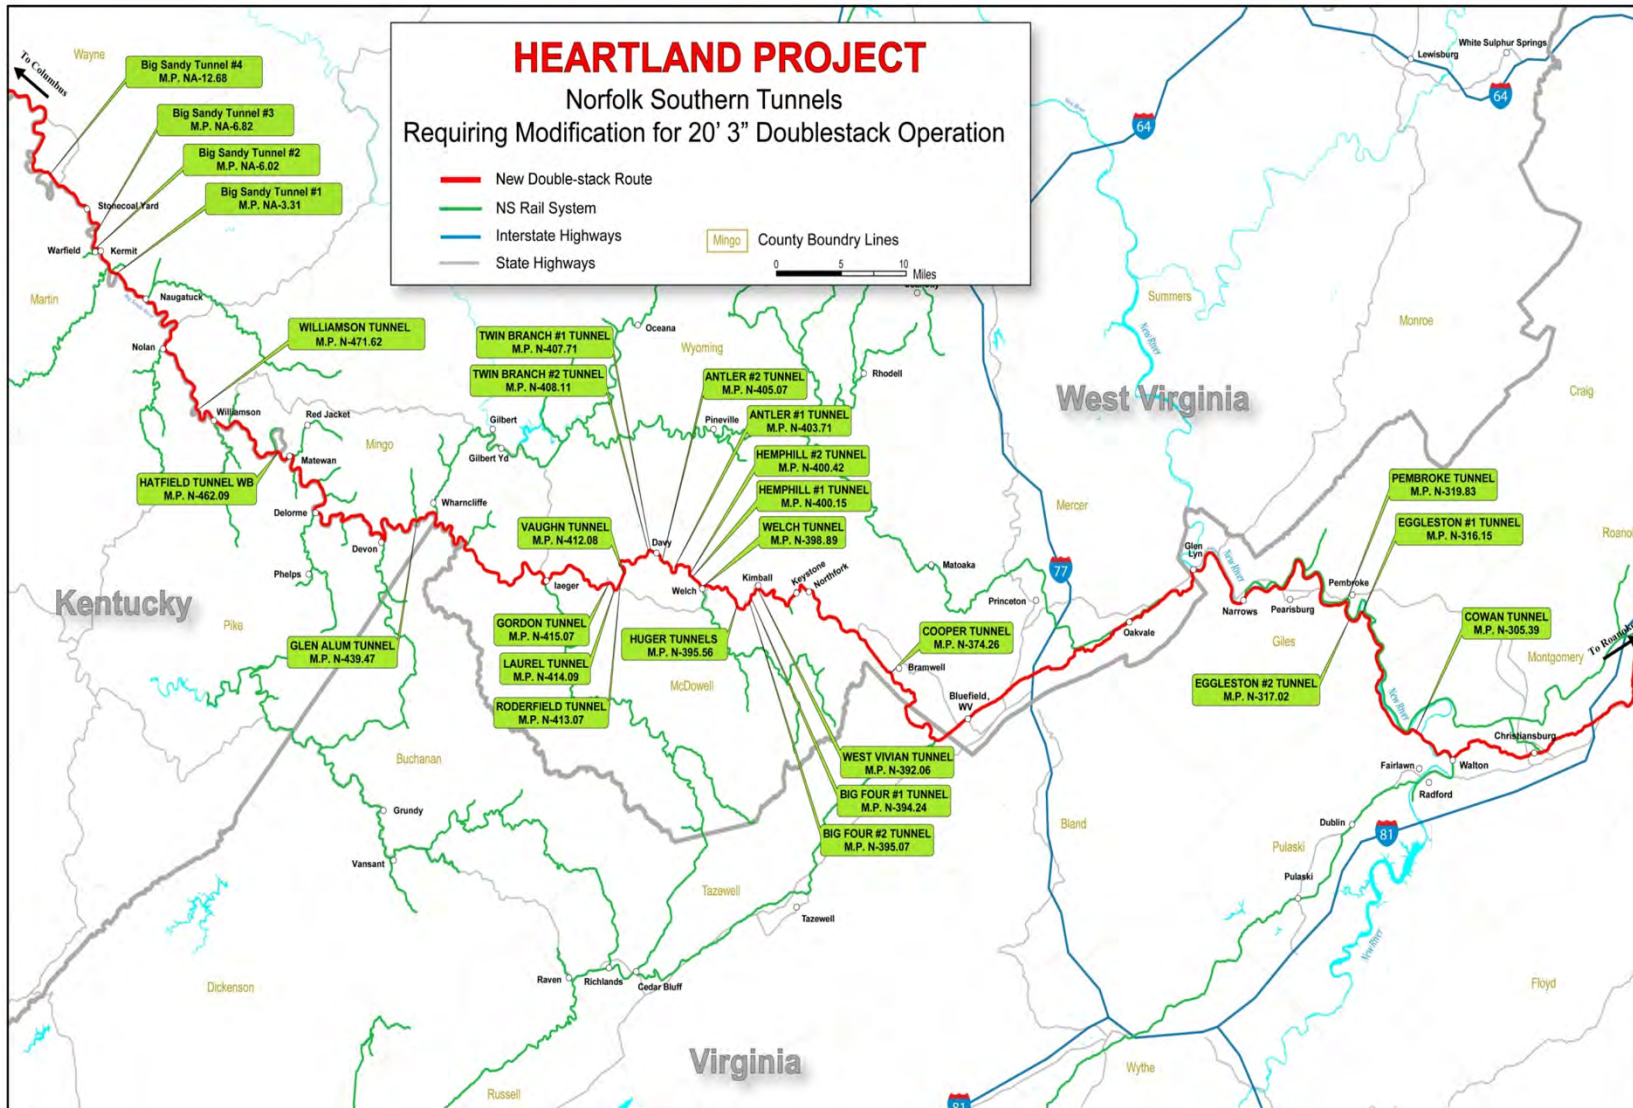 HEARTLAND PROJECT
Norfolk Southern Tunnels
Requiring Modification for 20' 3” Doublestack Operation
New Double-stack Route
NS Rail System
Interstate Highways
State Highways
Mingo
County Boundry Lines
0 5 10
Miles
To Columbus
Wayne
Big Sandy Tunnel #4
M.P. NA-12.68
Big Sandy Tunnel #3
M.P. NA-6.82
Big Sandy Tunnel #2
M.P. NA-6.02
Big Sandy Tunnel #1
M.P. NA-3.31
Stonecoal Yard
Warfield
Kermit
Martin
Naugatuck
Nolan
WILLIAMSON TUNNEL
M.P. N-471.62
Williamson
Red Jacket
Mingo
Matewan
HATFIELD TUNNEL WB
M.P. N-462.09
Delorme
Devon
Phelps
Wharncliffe
Gilbert
Gilbert Yd
Oceana
Wyoming
Pineville
Rhodell
TWIN BRANCH #1 TUNNEL
M.P. N-407.71
TWIN BRANCH #2 TUNNEL
M.P. N-408.11
ANTLER #2 TUNNEL
M.P. N-405.07
ANTLER #1 TUNNEL
M.P. N-403.71
HEMPHILL #2 TUNNEL
M.P. N-400.42
HEMPHILL #1 TUNNEL
M.P. N-400.15
WELCH TUNNEL
M.P. N-398.89
VAUGHN TUNNEL
M.P. N-412.08
Davy
Iaeger
Welch
Kimball
Keystone
Northfork
Matoaka
Princeton
Kentucky
Pike
GLEN ALUM TUNNEL
M.P. N-439.47
GORDON TUNNEL
M.P. N-415.07
LAUREL TUNNEL
M.P. N-414.09
RODERFIELD TUNNEL
M.P. N-413.07
HUGER TUNNELS
M.P. N-395.56
McDowell
COOPER TUNNEL
M.P. N-374.26
Bramwell
Bluefield,
WV
Oakvale
WEST VIVIAN TUNNEL
M.P. N-392.06
BIG FOUR #1 TUNNEL
M.P. N-394.24
BIG FOUR #2 TUNNEL
M.P. N-395.07
Buchanan
Grundy
Vansant
Tazewell
Tazewell
Raven
Richlands
Cedar Bluff
Dickenson
Russell
Virginia
Lewisburg
White Sulphur Springs
64
64
New River
Summers
Monroe
New River
West Virginia
Craig
Mercer
77
Glen
Lyn
New River
Narrows
Pearisburg
Pembroke
Giles
PEMBROKE TUNNEL
M.P. N-319.83
EGGLESTON #1 TUNNEL
M.P. N-316.15
COWAN TUNNEL
M.P. N-305.39
EGGLESTON #2 TUNNEL
M.P. N-317.02
Montgomery
New River
Christiansburg
Fairlawn
Walton
Radford
Dublin
81
Pulaski
Pulaski
New River
Bland
Floyd
Wythe
81